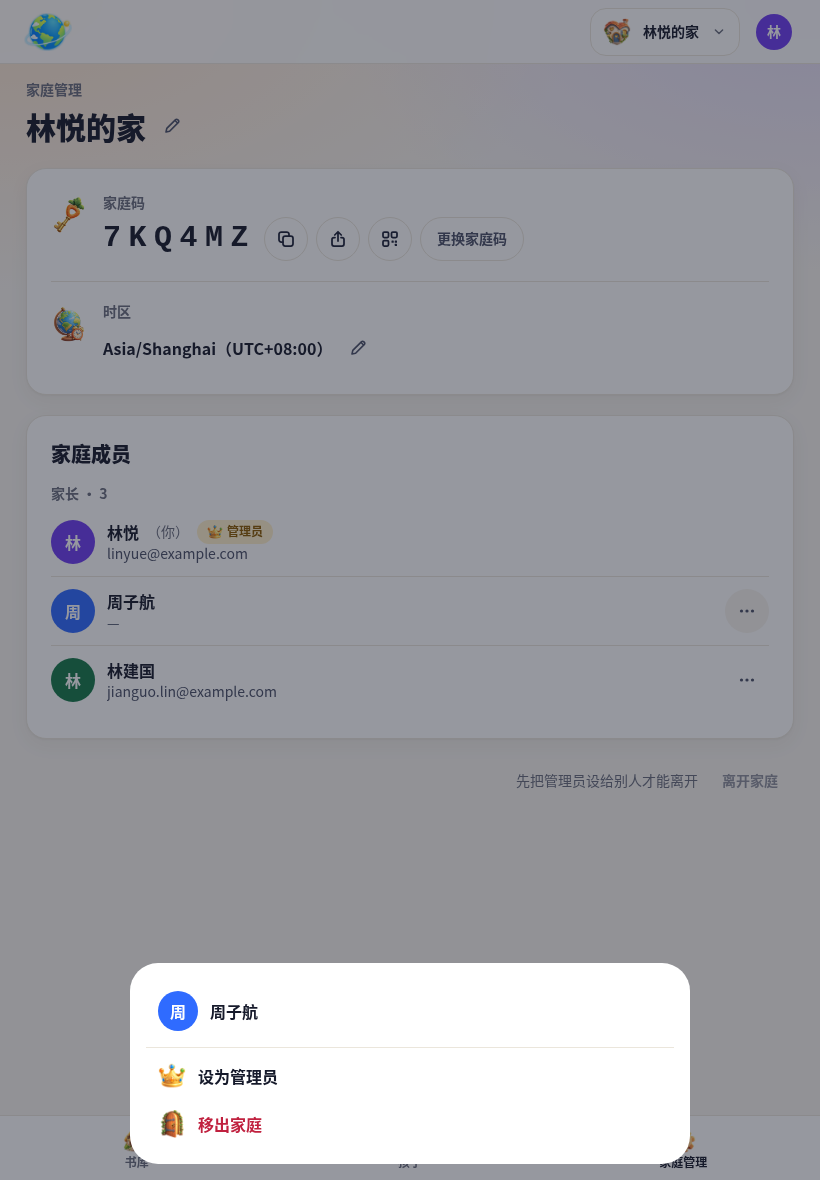 林悦的家
林
家庭管理
林悦的家
家庭码
7KQ4MZ
更换家庭码
时区
Asia/Shanghai（UTC+08:00）
家庭成员
家长 · 3
林
林悦 （你） 管理员
linyue@example.com
周
周子航
—
林
林建国
jianguo.lin@example.com
先把管理员设给别人才能离开 离开家庭
周
周子航
设为管理员
移出家庭
书库
家庭管理